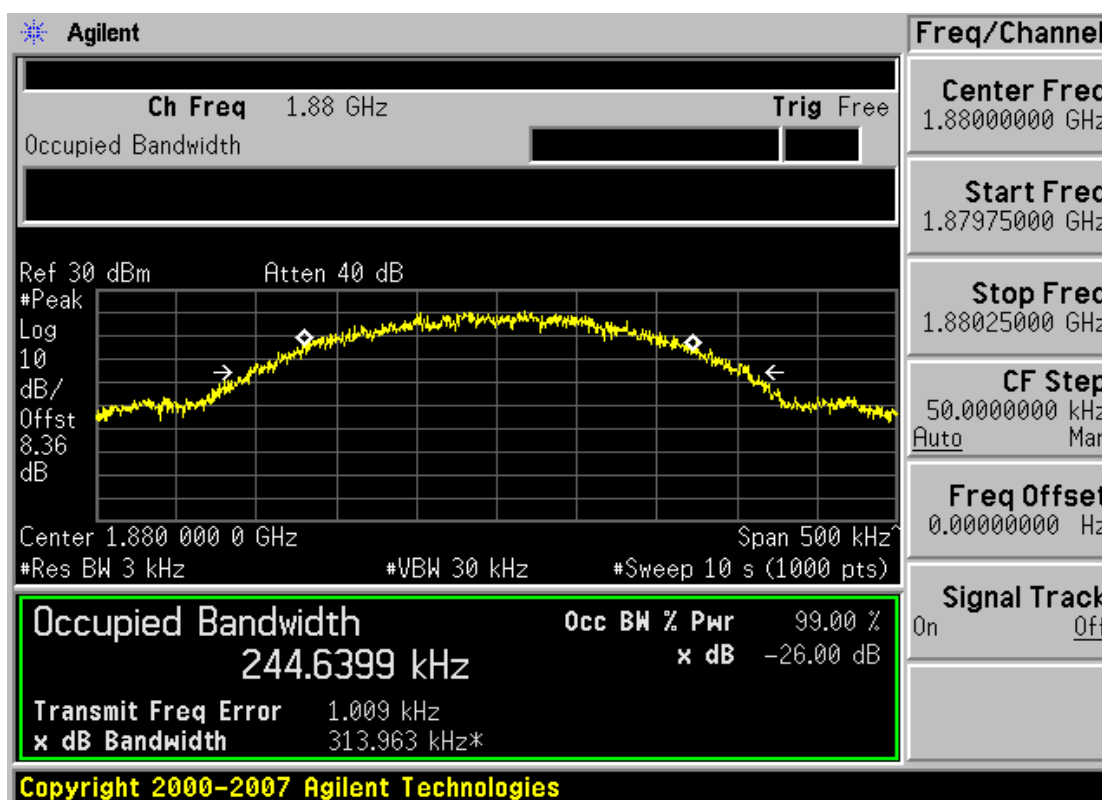 Agilent
Freq/Channel
Ch Freq 1.88 GHz Trig Free
Occupied Bandwidth
Center Freq
1.88000000 GHz
Start Freq
1.87975000 GHz
Stop Freq
1.88025000 GHz
CF Step
50.0000000 kHz
Auto Man
Freq Offset
0.00000000 Hz
Signal Track
On Off
Ref 30 dBm Atten 40 dB
#Peak
Log
10
dB/
Offst
8.36
dB
Center 1.880 000 0 GHz Span 500 kHz^
#Res BW 3 kHz #VBW 30 kHz #Sweep 10 s (1000 pts)
Occupied Bandwidth Occ BW % Pwr 99.00 %
244.6399 kHz x dB -26.00 dB
Transmit Freq Error 1.009 kHz
x dB Bandwidth 313.963 kHz*
Copyright 2000-2007 Agilent Technologies